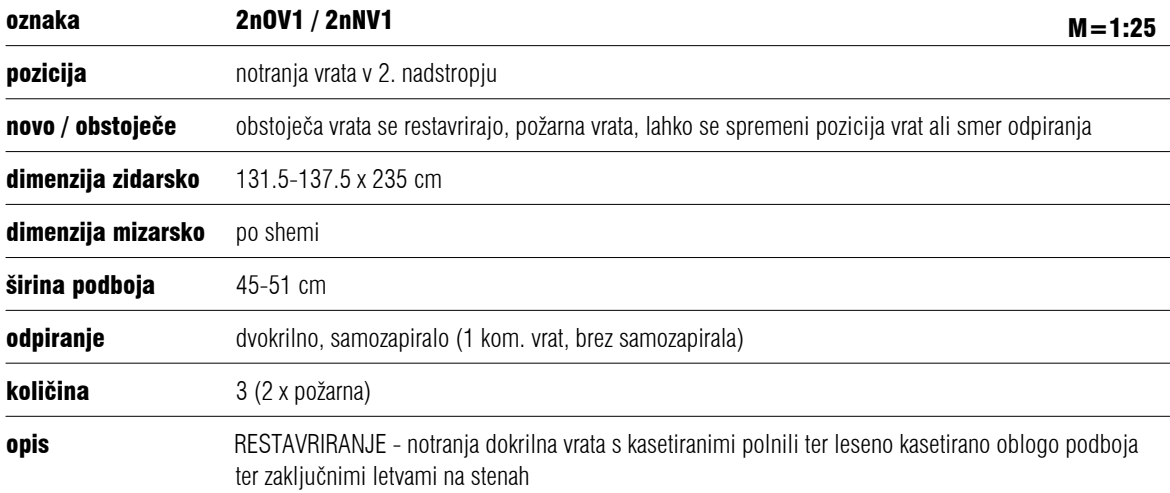 oznaka 2nOV1 / 2nNV1 M=1:25
pozicija notranja vrata v 2. nadstropju
novo / obstoječe obstoječa vrata se restavrirajo, požarna vrata, lahko se spremeni pozicija vrat ali smer odpiranja
dimenzija zidarsko 131.5-137.5 x 235 cm
dimenzija mizarsko po shemi
širina podboja 45-51 cm
odpiranje dvokrilno, samozapiralo (1 kom. vrat, brez samozapirala)
količina 3 (2 x požarna)
opis RESTAVRIRANJE - notranja dokrilna vrata s kasetiranimi polnili ter leseno kasetirano oblogo podboja
ter zaključnimi letvami na stenah